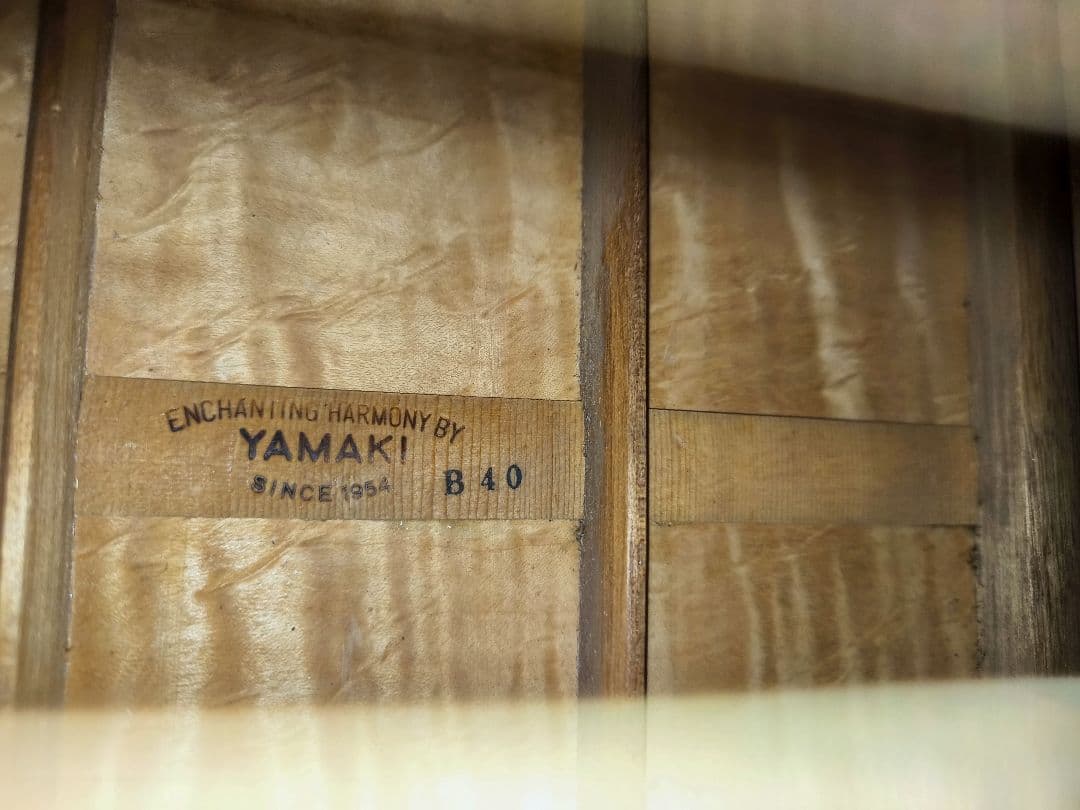 ENCHANTING HARMONY BY
YAMAKI
SINCE 1954
B 40